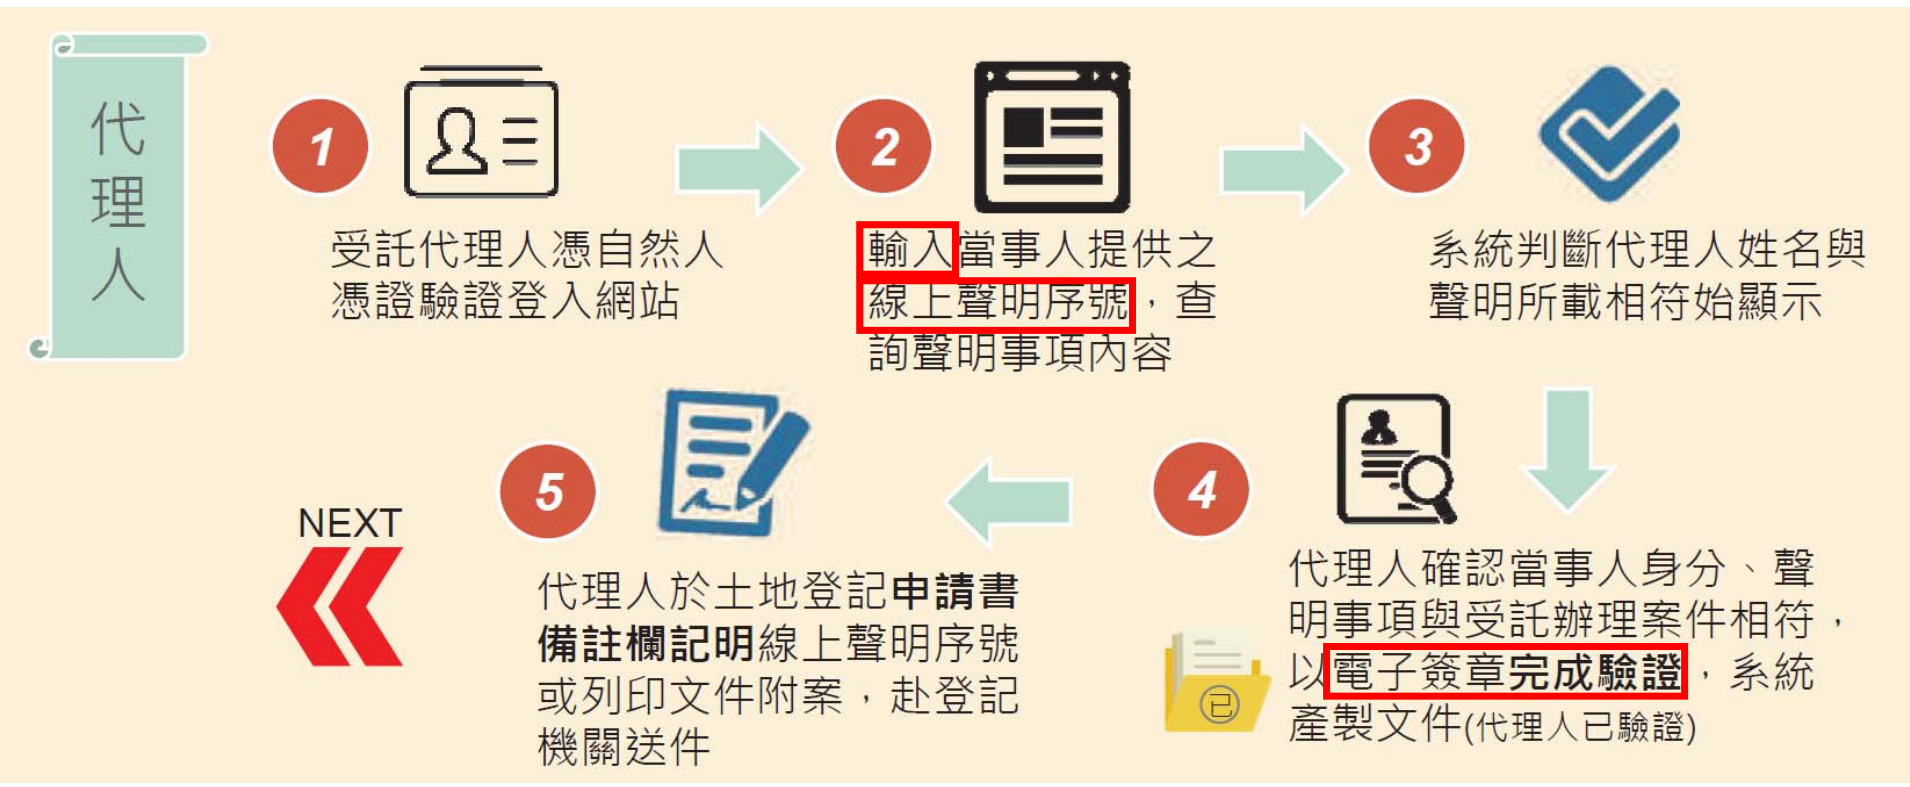 代理人
1
受託代理人憑自然人
憑證驗證登入網站
2
輸入當事人提供之
線上聲明序號，查
詢聲明事項內容
3
系統判斷代理人姓名與
聲明所載相符始顯示
4
代理人確認當事人身分、聲
明事項與受託辦理案件相符，
以電子簽章完成驗證，系統
產製文件(代理人已驗證)
已
5
代理人於土地登記申請書
備註欄記明線上聲明序號
或列印文件附案，赴登記
機關送件
NEXT